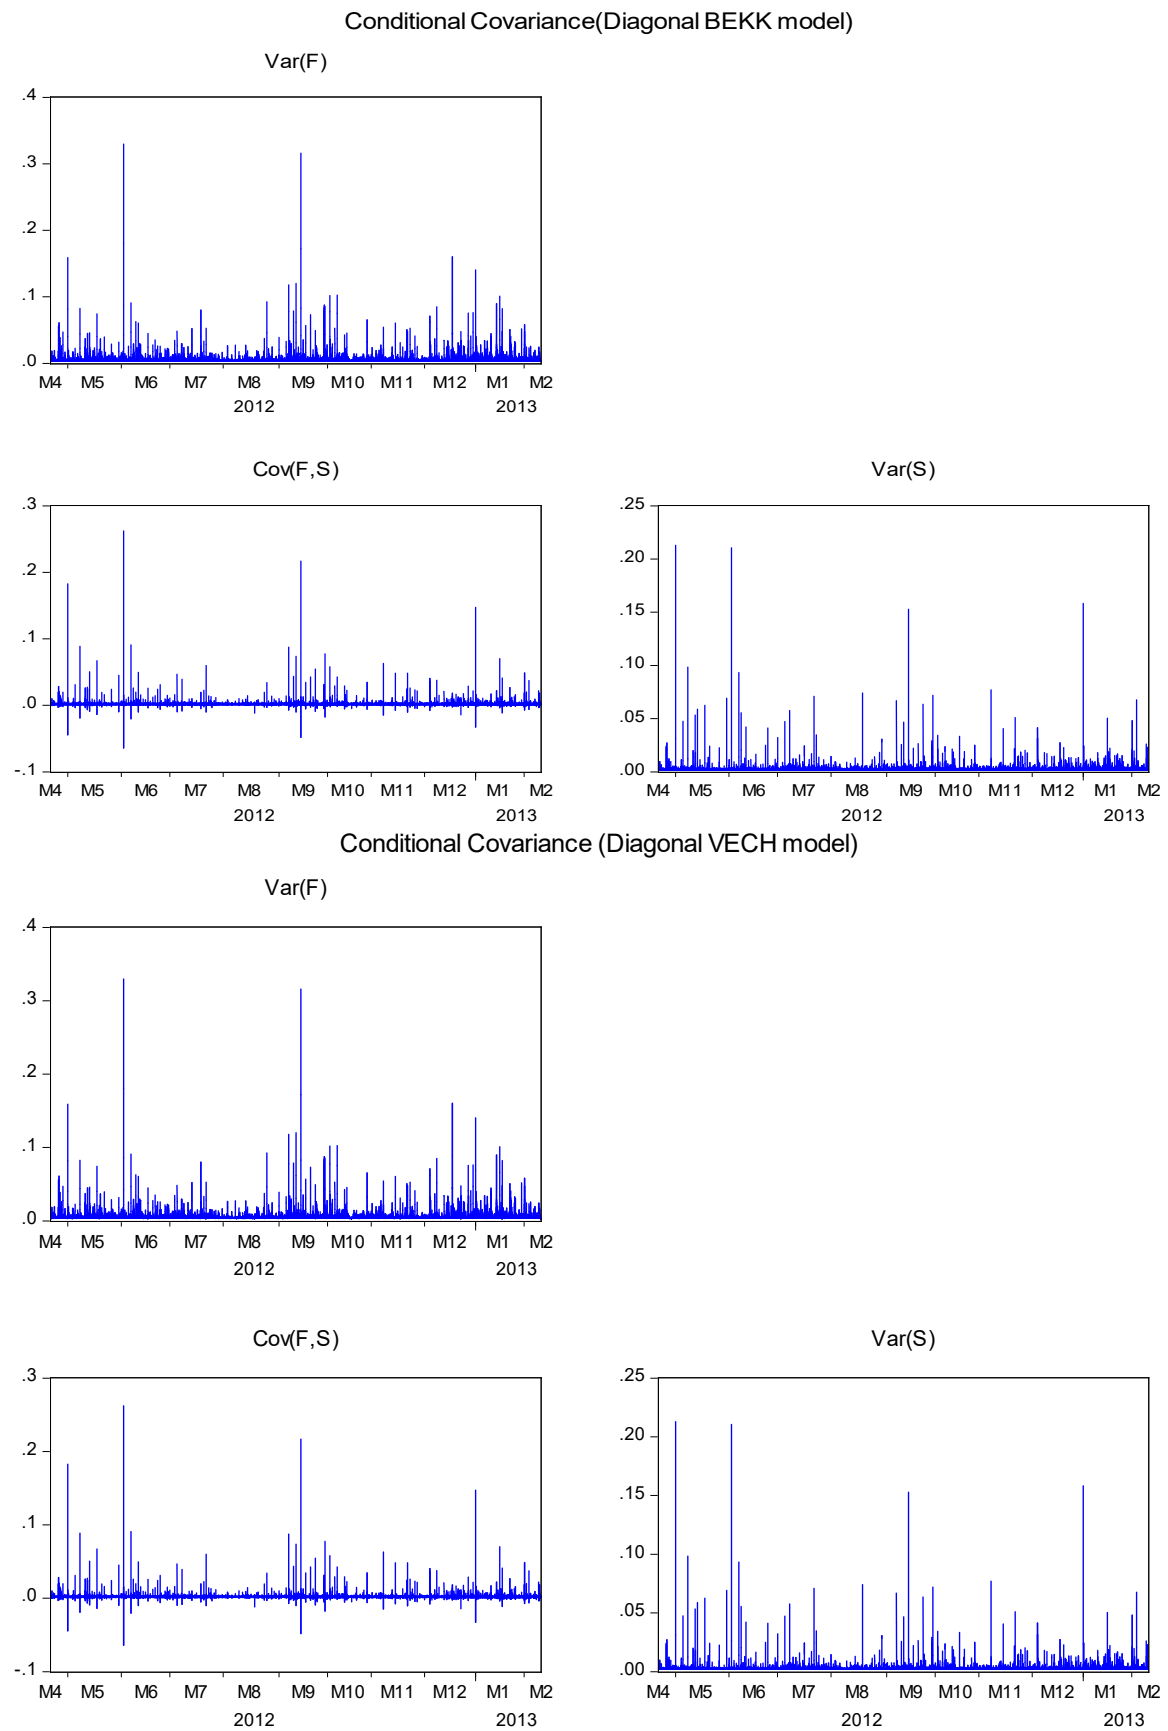 Conditional Covariance(Diagonal BEKK model)
Var(F)
.4
.3
.2
.1
.0
M4 M5 M6 M7 M8 M9 M10 M11 M12 M1 M2
2012 2013
Cov(F,S)
.3
.2
.1
.0
-.1
M4 M5 M6 M7 M8 M9 M10 M11 M12 M1 M2
2012 2013
Var(S)
.25
.20
.15
.10
.05
.00
M4 M5 M6 M7 M8 M9 M10 M11 M12 M1 M2
2012 2013
Conditional Covariance (Diagonal VECH model)
Var(F)
.4
.3
.2
.1
.0
M4 M5 M6 M7 M8 M9 M10 M11 M12 M1 M2
2012 2013
Cov(F,S)
.3
.2
.1
.0
-.1
M4 M5 M6 M7 M8 M9 M10 M11 M12 M1 M2
2012 2013
Var(S)
.25
.20
.15
.10
.05
.00
M4 M5 M6 M7 M8 M9 M10 M11 M12 M1 M2
2012 2013